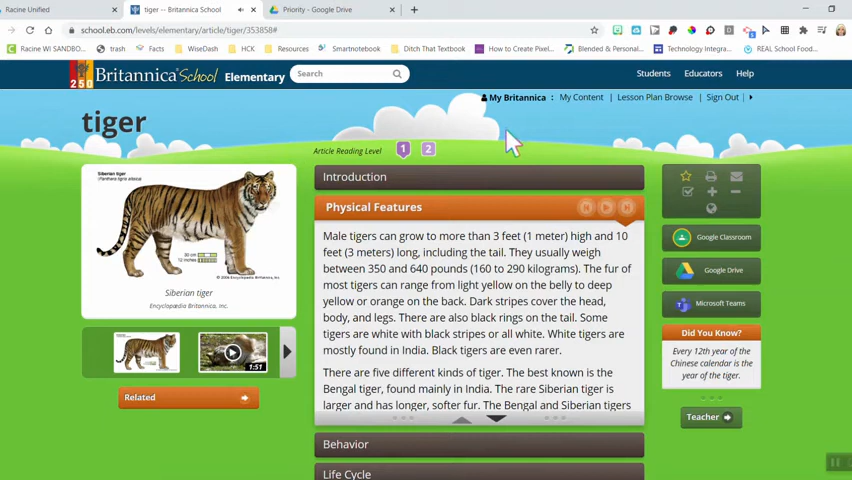 Racine Unified
tiger -- Britannica School
Priority - Google Drive
school.eb.com/levels/elementary/article/tiger/353858#
Racine WI SANDBO...
trash
Facts
WiseDash
HCK
Resources
Smartnotebook
Ditch That Textbook
How to Create Pixel...
Blended & Personal...
Technology Integra...
REAL School Food...
250
Britannica School
Elementary
Search
Students
Educators
Help
My Britannica :
My Content
Lesson Plan Browse
Sign Out
tiger
Article Reading Level
1
2
Siberian tiger
(Panthera tigris altaica)
© 2006 Encyclopædia Britannica, Inc.
Siberian tiger
Encyclopædia Britannica, Inc.
1:51
Related
Introduction
Physical Features
Male tigers can grow to more than 3 feet (1 meter) high and 10
feet (3 meters) long, including the tail. They usually weigh
between 350 and 640 pounds (160 to 290 kilograms). The fur of
most tigers can range from light yellow on the belly to deep
yellow or orange on the back. Dark stripes cover the head,
body, and legs. There are also black rings on the tail. Some
tigers are white with black stripes or all white. White tigers are
mostly found in India. Black tigers are even rarer.
There are five different kinds of tiger. The best known is the
Bengal tiger, found mainly in India. The rare Siberian tiger is
larger and has longer, softer fur. The Bengal and Siberian tigers
Behavior
Life Cycle
Google Classroom
Google Drive
Microsoft Teams
Did You Know?
Every 12th year of the
Chinese calendar is the
year of the tiger.
Teacher